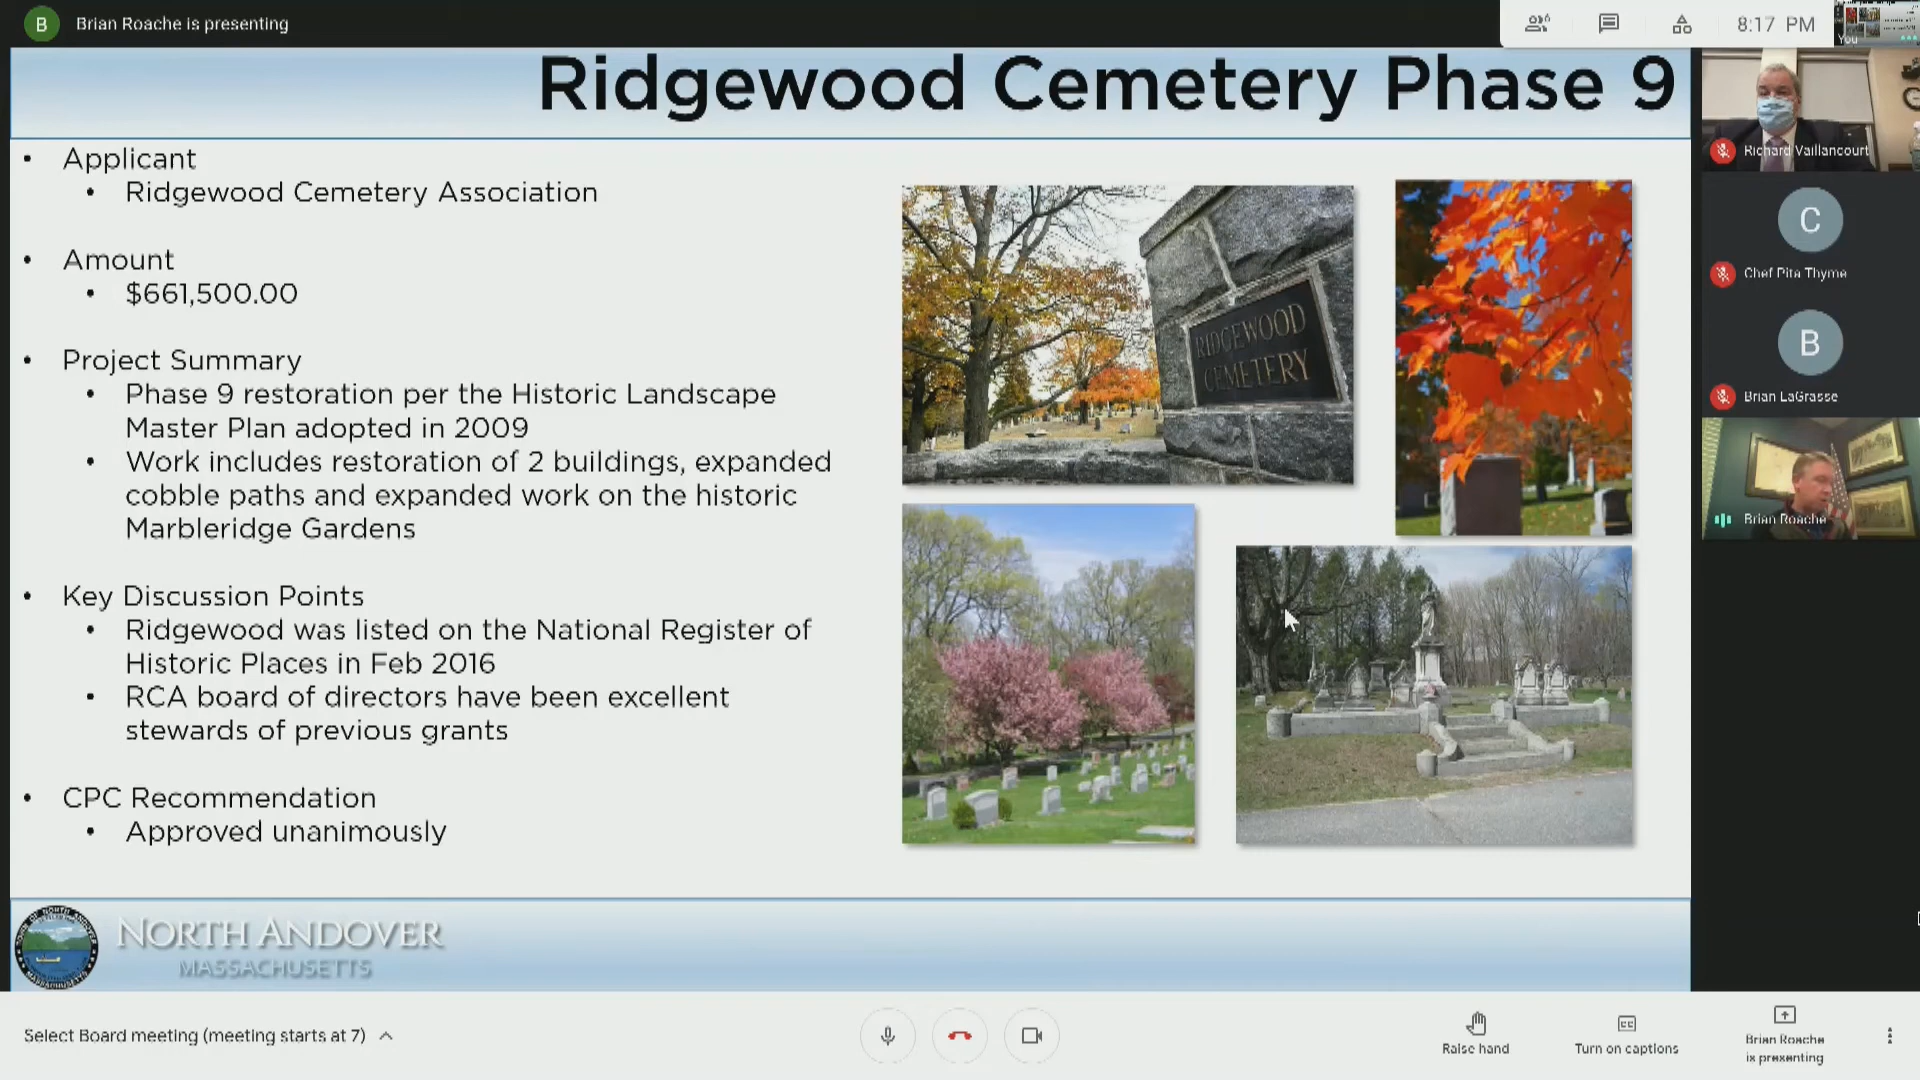 B Brian Roache is presenting
8:17 PM
You
Ridgewood Cemetery Phase 9
• Applicant
• Ridgewood Cemetery Association
• Amount
• $661,500.00
• Project Summary
• Phase 9 restoration per the Historic Landscape
Master Plan adopted in 2009
• Work includes restoration of 2 buildings, expanded
cobble paths and expanded work on the historic
Marbleridge Gardens
• Key Discussion Points
• Ridgewood was listed on the National Register of
Historic Places in Feb 2016
• RCA board of directors have been excellent
stewards of previous grants
• CPC Recommendation
• Approved unanimously
RIDGEWOOD
CEMETERY
NORTH ANDOVER
MASSACHUSETTS
Richard Vaillancourt
C
Chef Pita Thyme
B
Brian LaGrasse
Brian Roache
Select Board meeting (meeting starts at 7)
Raise hand
Turn on captions
Brian Roache
is presenting